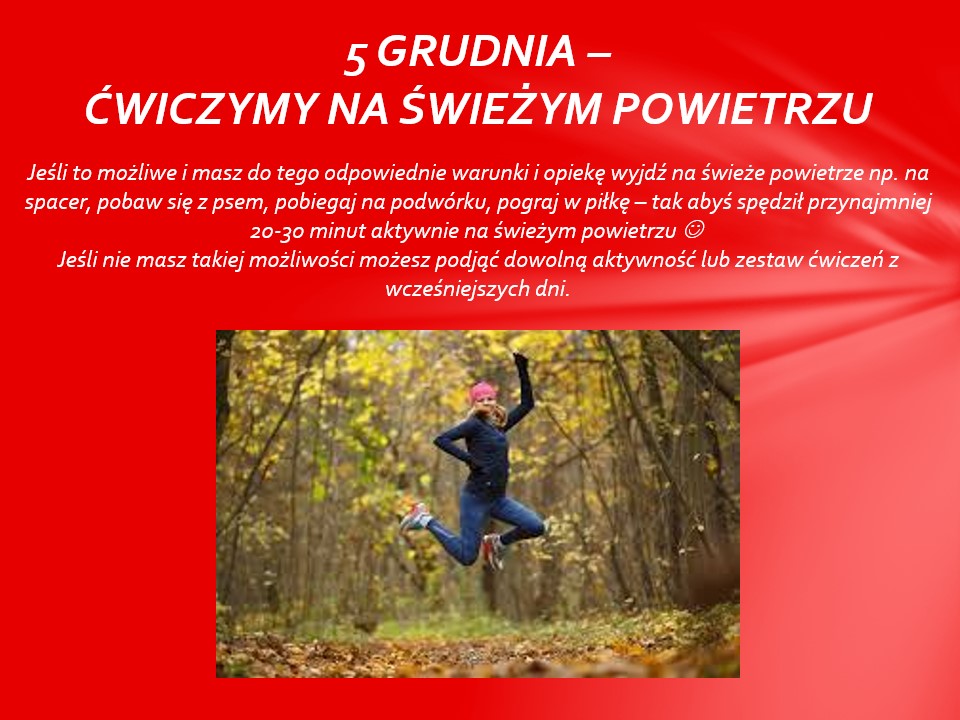 5 GRUDNIA –
ĆWICZYMY NA ŚWIEŻYM POWIETRZU
Jeśli to możliwe i masz do tego odpowiednie warunki i opiekę wyjdź na świeże powietrze np. na
spacer, pobaw się z psem, pobiegaj na podwórku, pograj w piłkę – tak abyś spędził przynajmniej
20-30 minut aktywnie na świeżym powietrzu ☺
Jeśli nie masz takiej możliwości możesz podjąć dowolną aktywność lub zestaw ćwiczeń z
wcześniejszych dni.